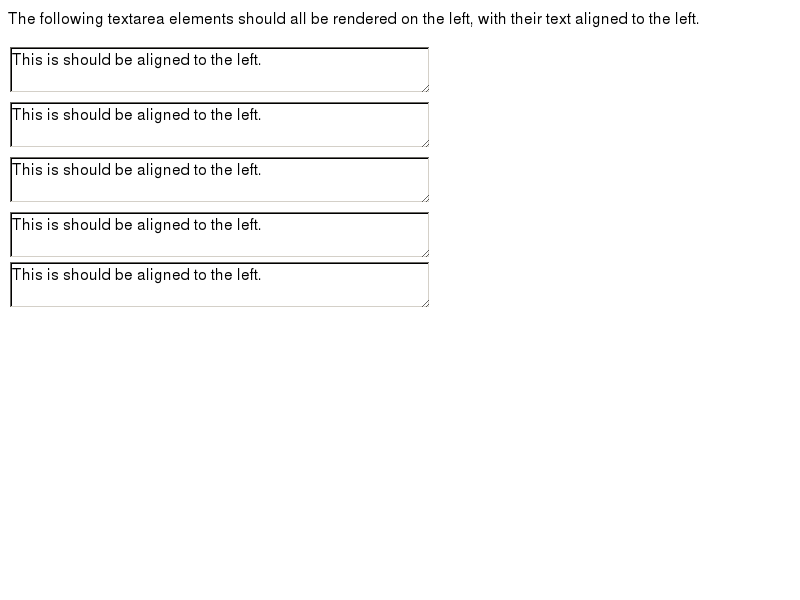 The following textarea elements should all be rendered on the left, with their text aligned to the left.
This is should be aligned to the left.
This is should be aligned to the left.
This is should be aligned to the left.
This is should be aligned to the left.
This is should be aligned to the left.